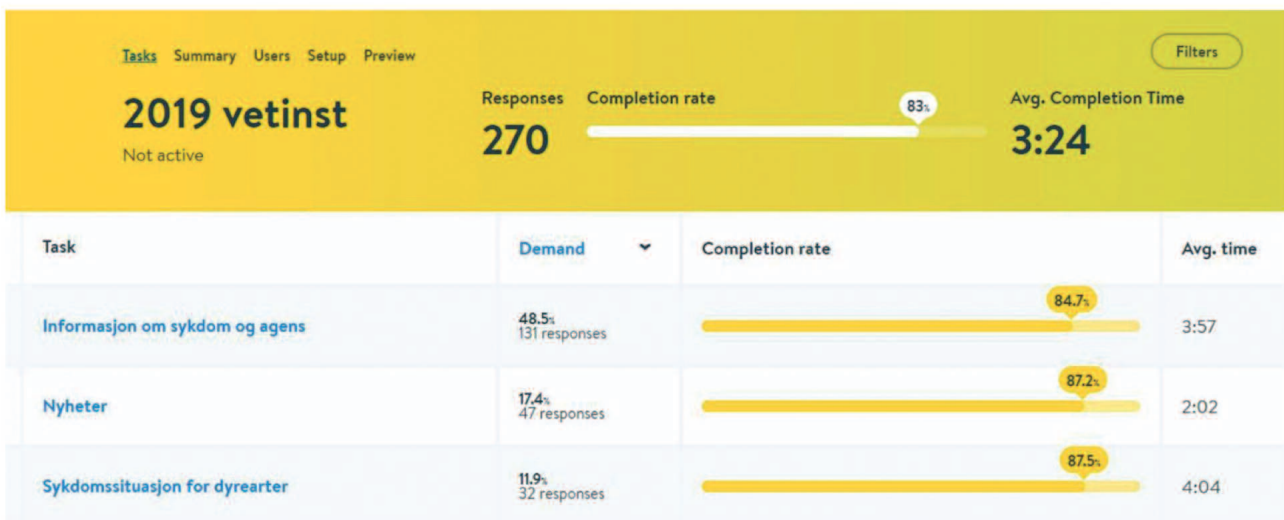 Tasks Summary Users Setup Preview
Filters
2019 vetinst
Not active
Responses
270
Completion rate
83%
Avg. Completion Time
3:24
Task Demand Completion rate Avg. time
Informasjon om sykdom og agens
48.5%
131 responses
84.7%
3:57
Nyheter
17.4%
47 responses
87.2%
2:02
Sykdomssituasjon for dyrearter
11.9%
32 responses
87.5%
4:04